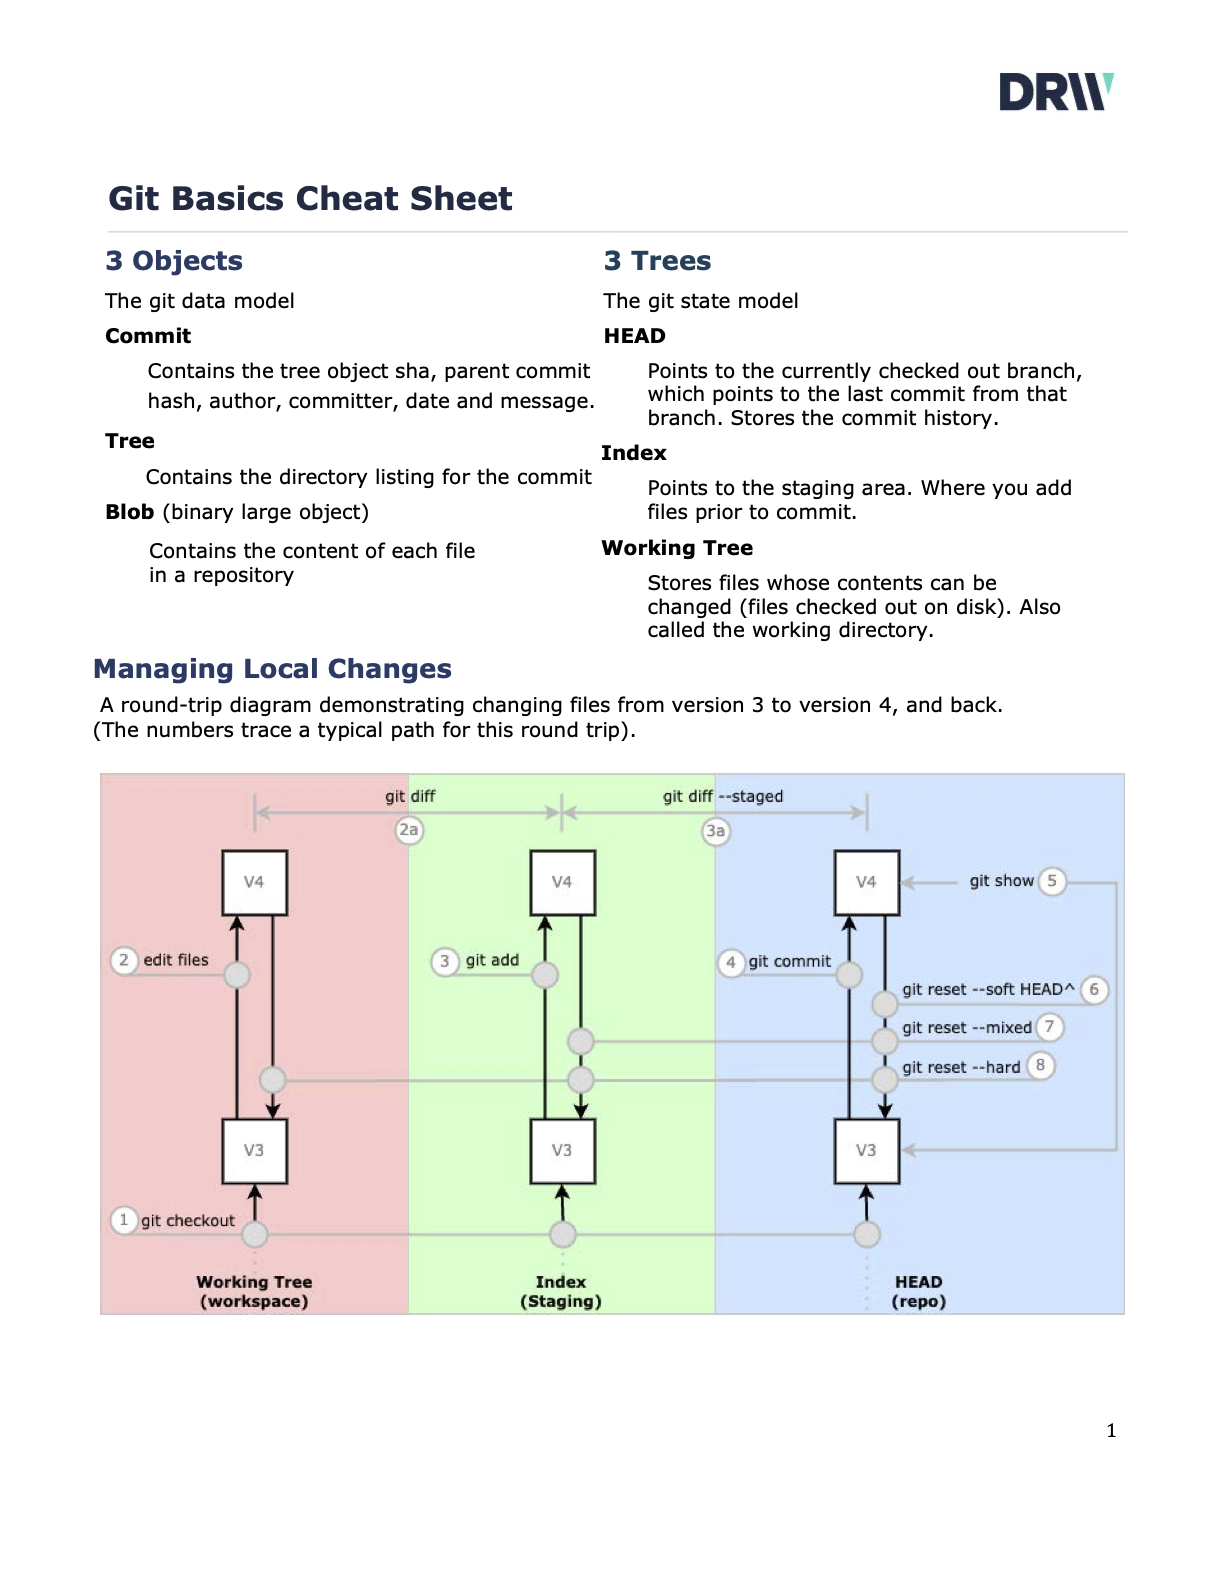 DRW
Git Basics Cheat Sheet
3 Objects
The git data model
Commit
Contains the tree object sha, parent commit
hash, author, committer, date and message.
Tree
Contains the directory listing for the commit
Blob (binary large object)
Contains the content of each file
in a repository
3 Trees
The git state model
HEAD
Points to the currently checked out branch,
which points to the last commit from that
branch. Stores the commit history.
Index
Points to the staging area. Where you add
files prior to commit.
Working Tree
Stores files whose contents can be
changed (files checked out on disk). Also
called the working directory.
Managing Local Changes
A round-trip diagram demonstrating changing files from version 3 to version 4, and back.
(The numbers trace a typical path for this round trip).
git diff
git diff --staged
2a
3a
V4
V4
V4
git show 5
2 edit files
3 git add
4 git commit
git reset --soft HEAD^ 6
git reset --mixed 7
git reset --hard 8
V3
V3
V3
1 git checkout
Working Tree
(workspace)
Index
(Staging)
HEAD
(repo)
1